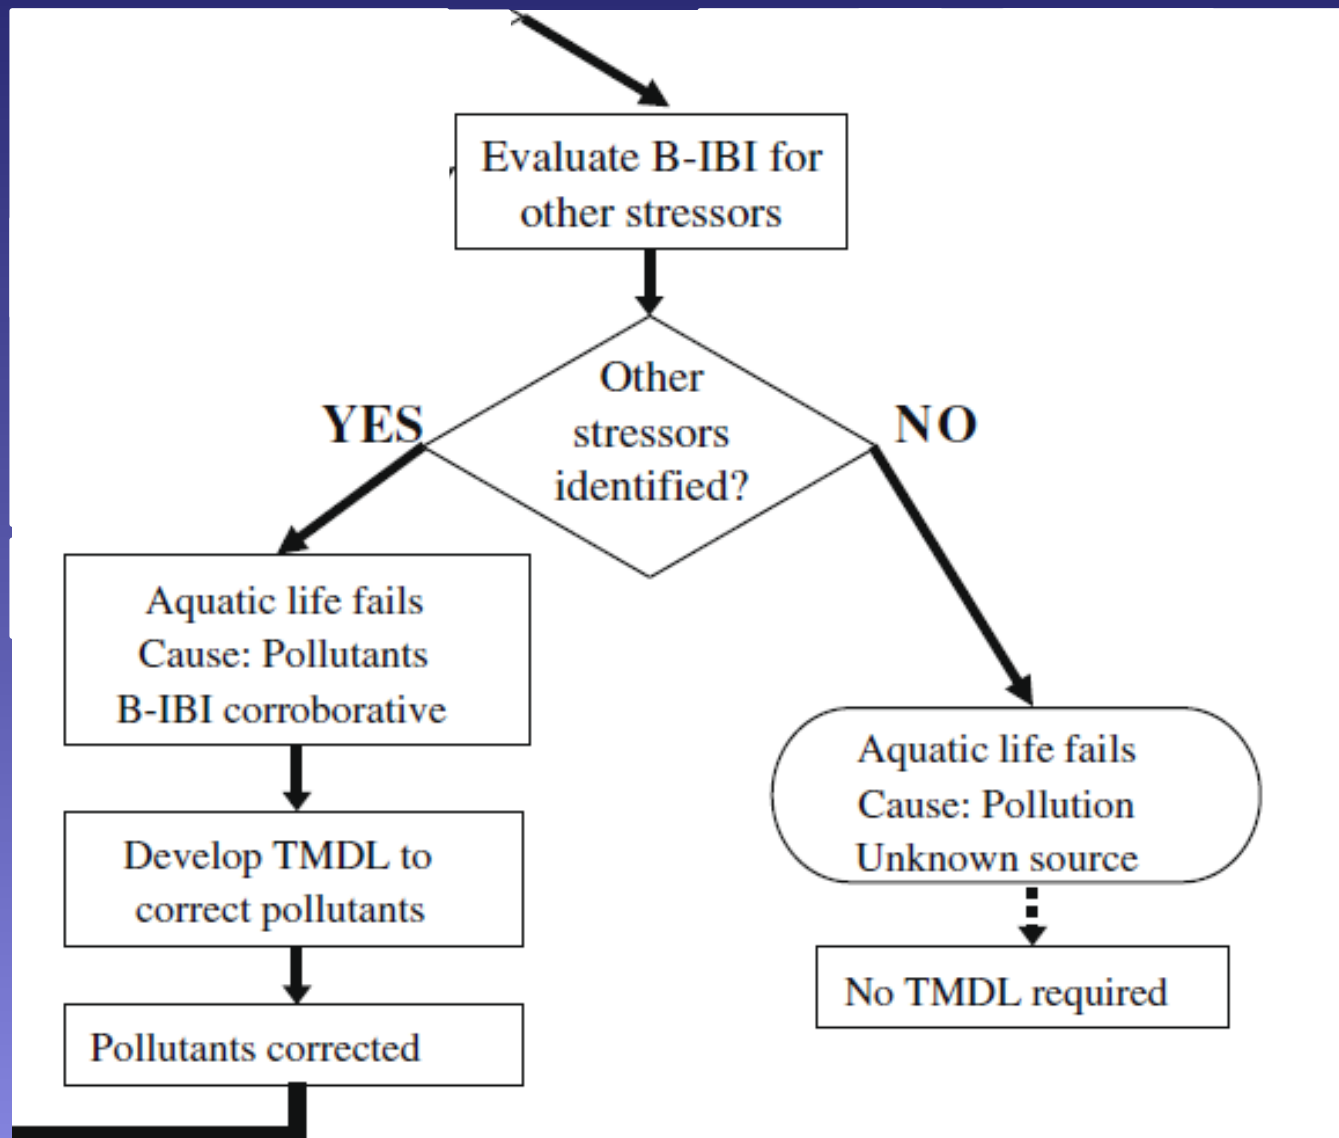 Evaluate B-IBI for
other stressors
Other
stressors
identified?
YES
NO
Aquatic life fails
Cause: Pollutants
B-IBI corroborative
Develop TMDL to
correct pollutants
Pollutants corrected
Aquatic life fails
Cause: Pollution
Unknown source
No TMDL required